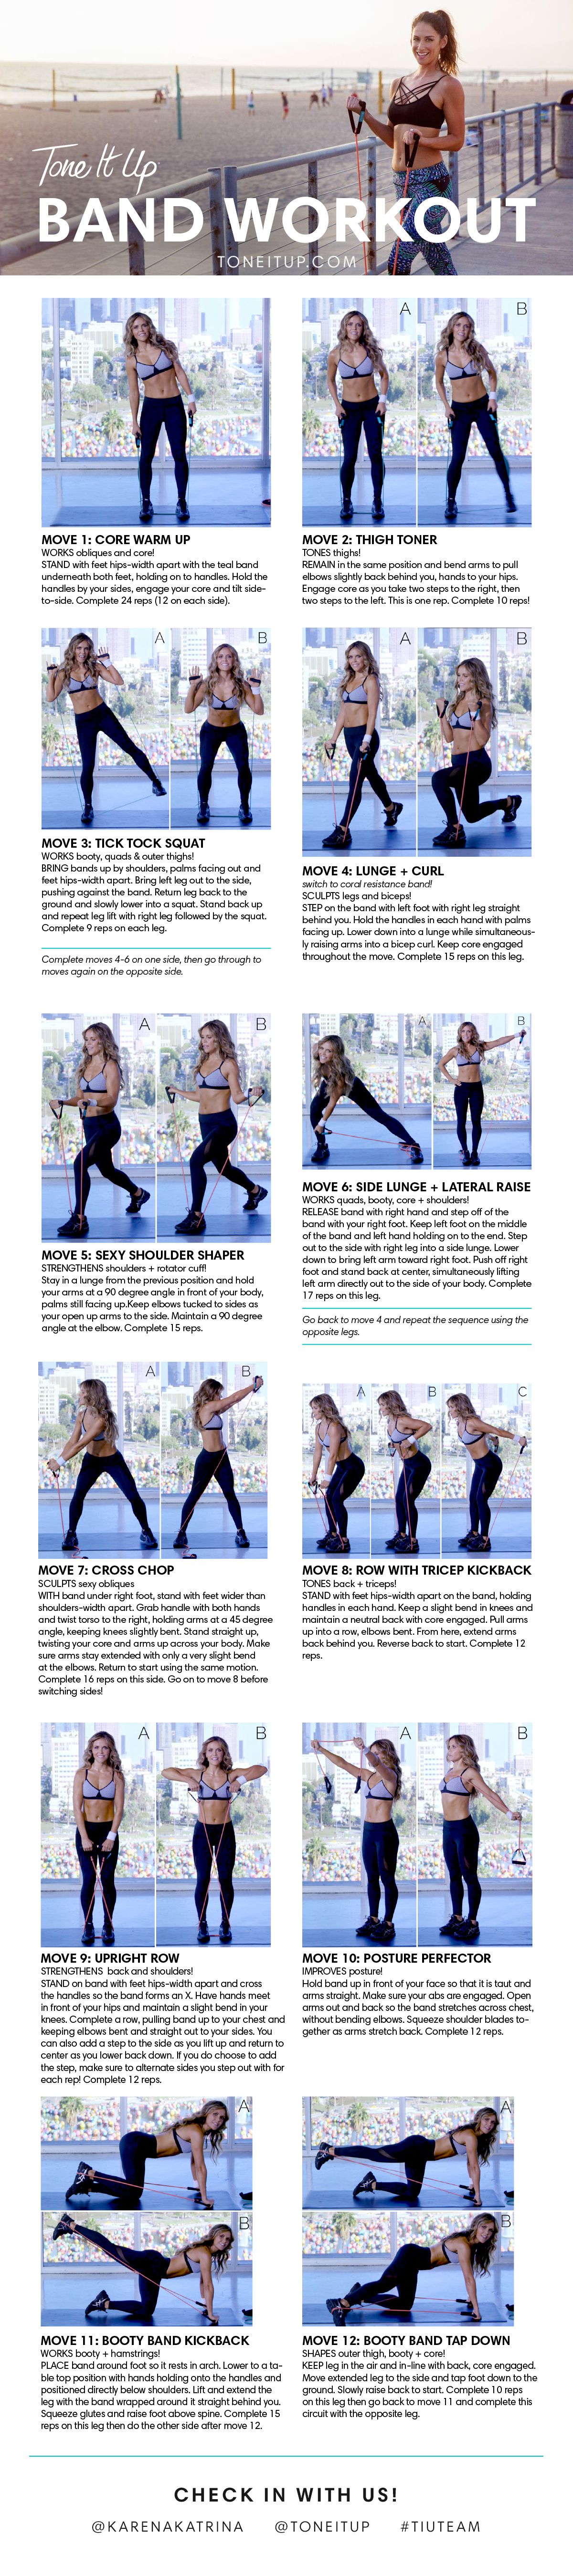 Tone It Up
BAND WORKOUT
TONEITUP.COM
A B
MOVE 1: CORE WARM UP
WORKS obliques and core!
STAND with feet hips-width apart with the teal band
underneath both feet, holding on to handles. Hold the
handles by your sides, engage your core and tilt side-
to-side. Complete 24 reps (12 on each side).
MOVE 2: THIGH TONER
TONES thighs!
REMAIN in the same position and bend arms to pull
elbows slightly back behind you, hands to your hips.
Engage core as you take two steps to the right, then
two steps to the left. This is one rep. Complete 10 reps!
A B
MOVE 3: TICK TOCK SQUAT
WORKS booty, quads & outer thighs!
BRING bands up by shoulders, palms facing out and
feet hips-width apart. Bring left leg out to the side,
pushing against the band. Return leg back to the
ground and slowly lower into a squat. Stand back up
and repeat leg lift with right leg followed by the squat.
Complete 9 reps on each leg.
Complete moves 4-6 on one side, then go through to
moves again on the opposite side.
A B
MOVE 4: LUNGE + CURL
switch to coral resistance band!
SCULPTS legs and biceps!
STEP on the band with left foot with right leg straight
behind you. Hold the handles in each hand with palms
facing up. Lower down into a lunge while simultaneous-
ly raising arms into a bicep curl. Keep core engaged
throughout the move. Complete 15 reps on this leg.
A B
MOVE 5: SEXY SHOULDER SHAPER
STRENGTHENS shoulders + rotator cuff!
Stay in a lunge from the previous position and hold
your arms at a 90 degree angle in front of your body,
palms still facing up.Keep elbows tucked to sides as
your open up arms to the side. Maintain a 90 degree
angle at the elbow. Complete 15 reps.
A B
MOVE 6: SIDE LUNGE + LATERAL RAISE
WORKS quads, booty, core + shoulders!
RELEASE band with right hand and step off of the
band with your right foot. Keep left foot on the middle
of the band and left hand holding on to the end. Step
out to the side with right leg into a side lunge. Lower
down to bring left arm toward right foot. Push off right
foot and stand back at center, simultaneously lifting
left arm directly out to the side of your body. Complete
17 reps on this leg.
Go back to move 4 and repeat the sequence using the
opposite legs.
A B
MOVE 7: CROSS CHOP
SCULPTS sexy obliques
WITH band under right foot, stand with feet wider than
shoulders-width apart. Grab handle with both hands
and twist torso to the right, holding arms at a 45 degree
angle, keeping knees slightly bent. Stand straight up,
twisting your core and arms up across your body. Make
sure arms stay extended with only a very slight bend
at the elbows. Return to start using the same motion.
Complete 16 reps on this side. Go on to move 8 before
switching sides!
A B C
MOVE 8: ROW WITH TRICEP KICKBACK
TONES back + triceps!
STAND with feet hips-width apart on the band, holding
handles in each hand. Keep a slight bend in knees and
maintain a neutral back with core engaged. Pull arms
up into a row, elbows bent. From here, extend arms
back behind you. Reverse back to start. Complete 12
reps.
A B
MOVE 9: UPRIGHT ROW
STRENGTHENS back and shoulders!
STAND on band with feet hips-width apart and cross
the handles so the band forms an X. Have hands meet
in front of your hips and maintain a slight bend in your
knees. Complete a row, pulling band up to your chest and
keeping elbows bent and straight out to your sides. You
can also add a step to the side as you lift up and return to
center as you lower back down. If you do choose to add
the step, make sure to alternate sides you step out with for
each rep! Complete 12 reps.
A B
MOVE 10: POSTURE PERFECTOR
IMPROVES posture!
Hold band up in front of your face so that it is taut and
arms straight. Make sure your abs are engaged. Open
arms out and back so the band stretches across chest,
without bending elbows. Squeeze shoulder blades to-
gether as arms stretch back. Complete 12 reps.
A
B
MOVE 11: BOOTY BAND KICKBACK
WORKS booty + hamstrings!
PLACE band around foot so it rests in arch. Lower to a ta-
ble top position with hands holding onto the handles and
positioned directly below shoulders. Lift and extend the
leg with the band wrapped around it straight behind you.
Squeeze glutes and raise foot above spine. Complete 15
reps on this leg then do the other side after move 12.
A
B
MOVE 12: BOOTY BAND TAP DOWN
SHAPES outer thigh, booty + core!
KEEP leg in the air and in-line with back, core engaged.
Move extended leg to the side and tap foot down to the
ground. Slowly raise back to start. Complete 10 reps
on this leg then go back to move 11 and complete this
circuit with the opposite leg.
CHECK IN WITH US!
@KARENAKATRINA @TONEITUP #TIUTEAM